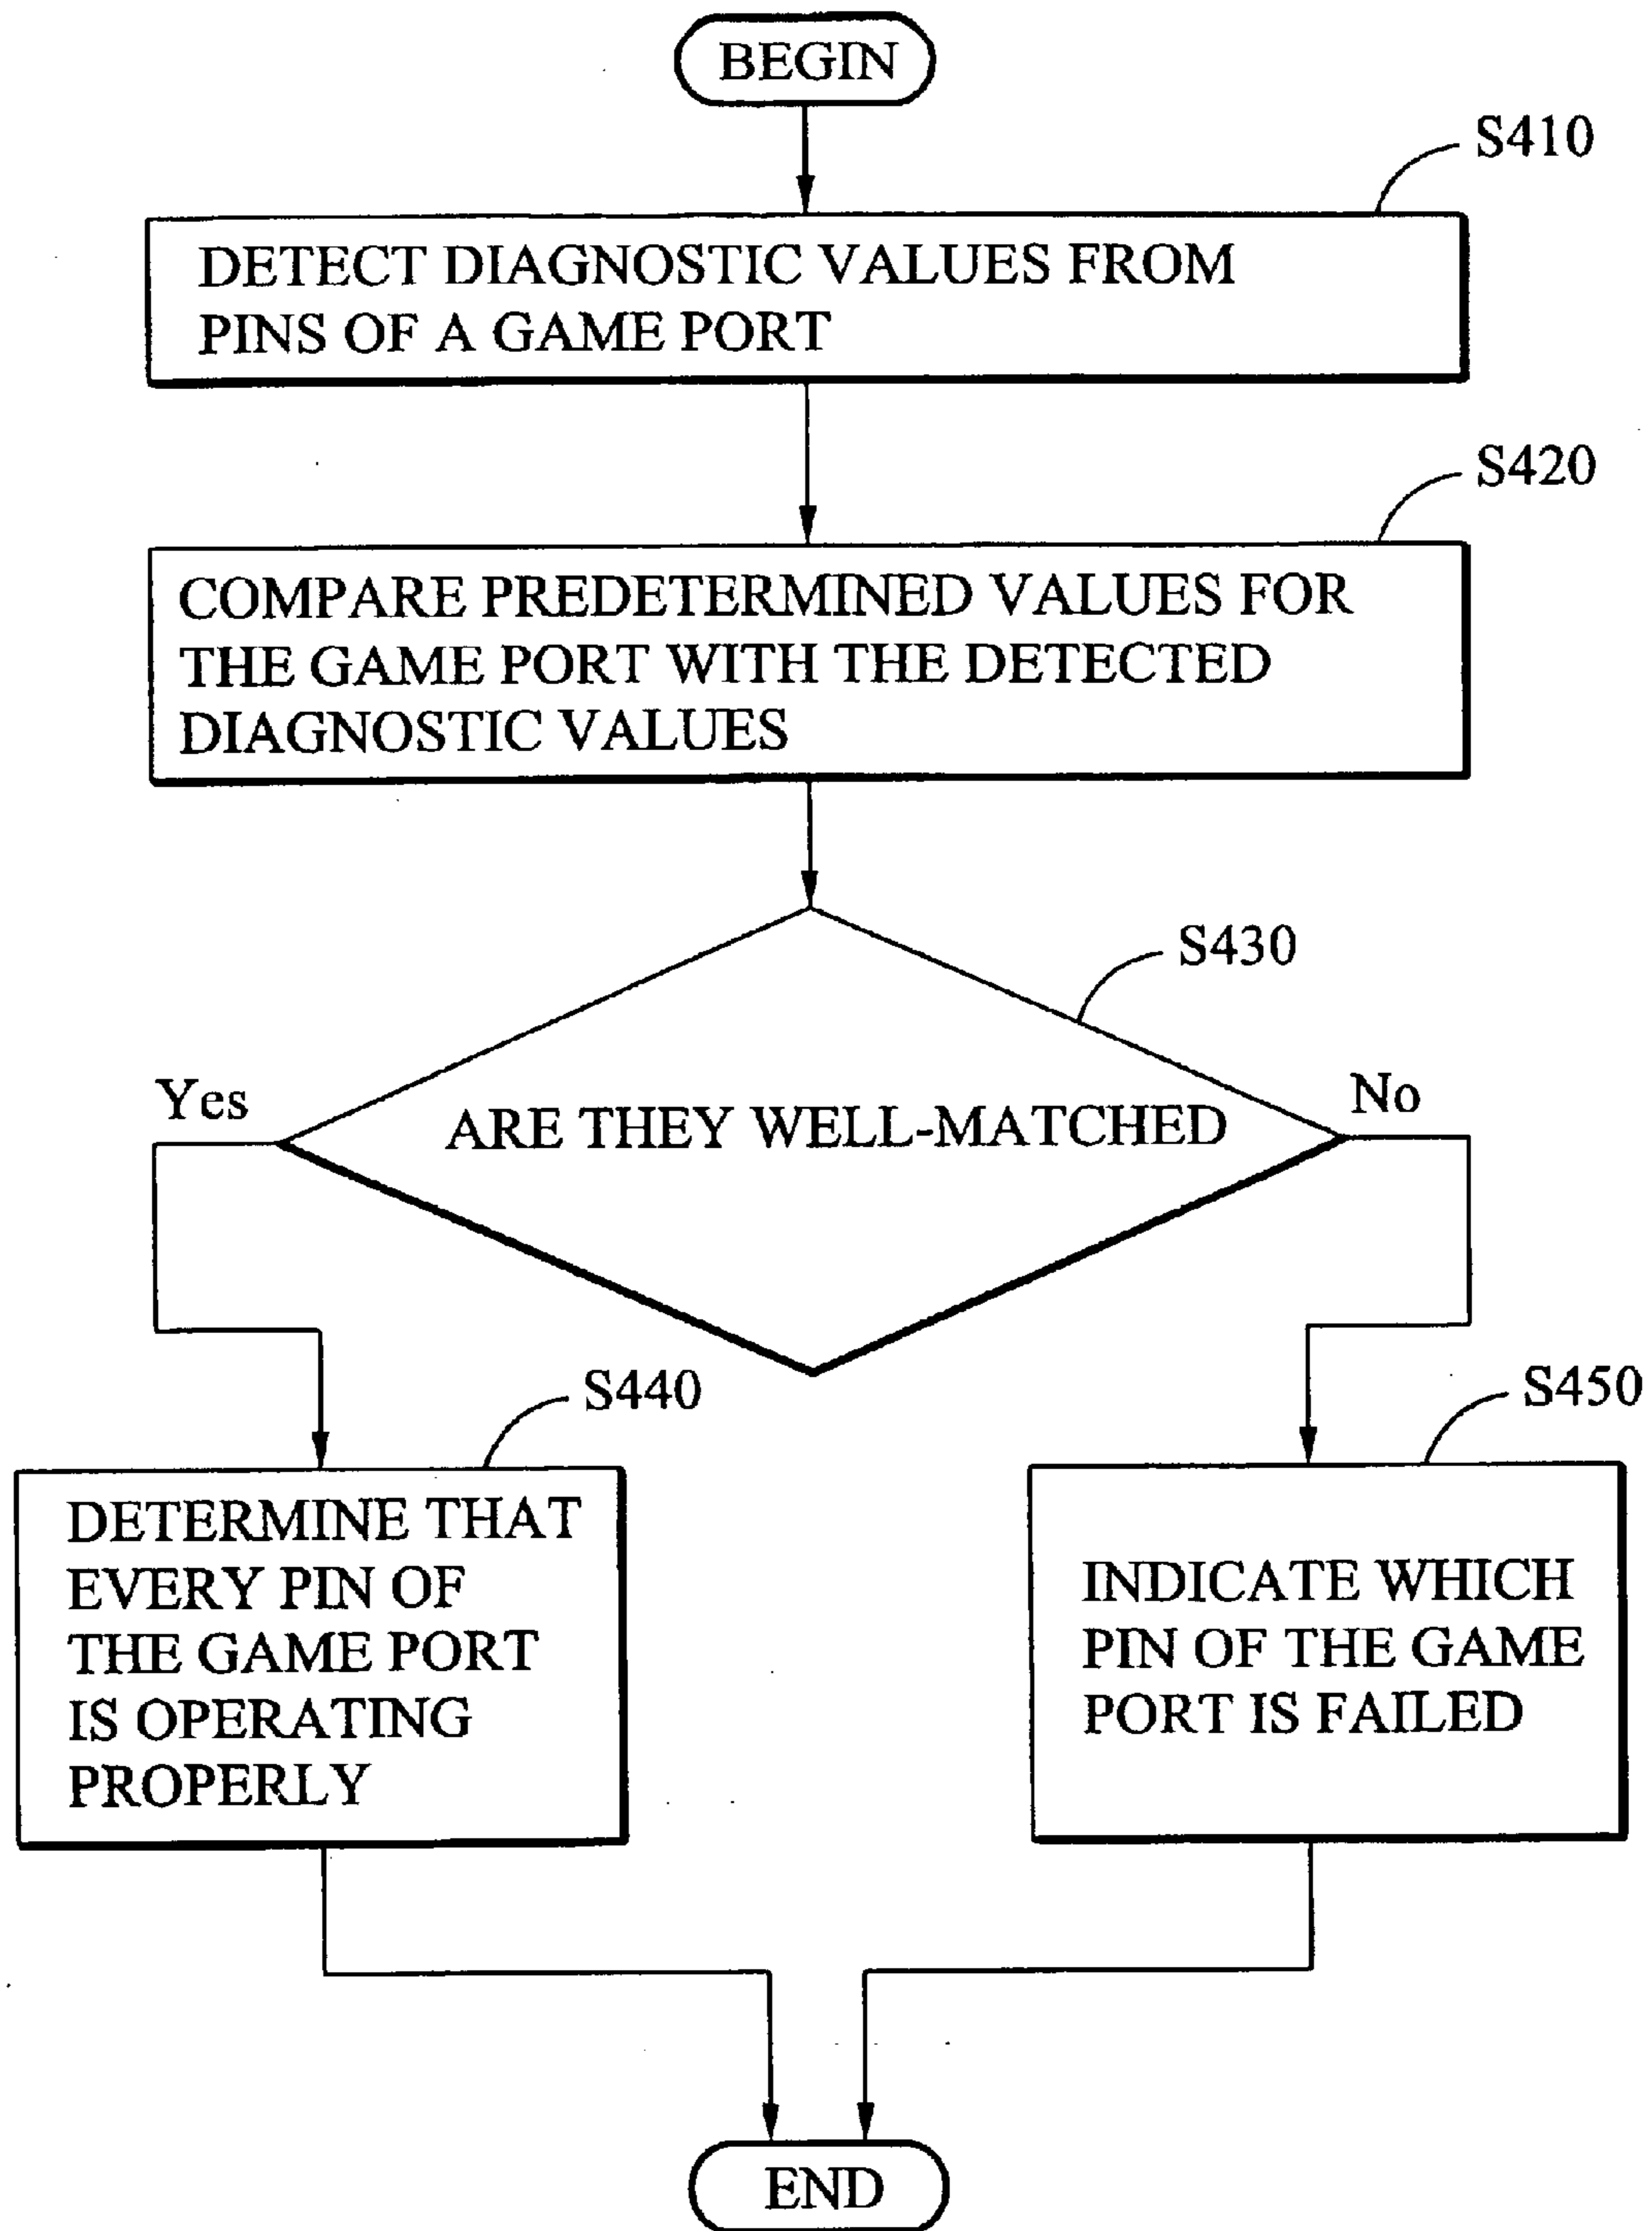 BEGIN
S410
DETECT DIAGNOSTIC VALUES FROM
PINS OF A GAME PORT
S420
COMPARE PREDETERMINED VALUES FOR
THE GAME PORT WITH THE DETECTED
DIAGNOSTIC VALUES
S430
Yes
ARE THEY WELL-MATCHED
No
S440
DETERMINE THAT
EVERY PIN OF
THE GAME PORT
IS OPERATING
PROPERLY
S450
INDICATE WHICH
PIN OF THE GAME
PORT IS FAILED
END